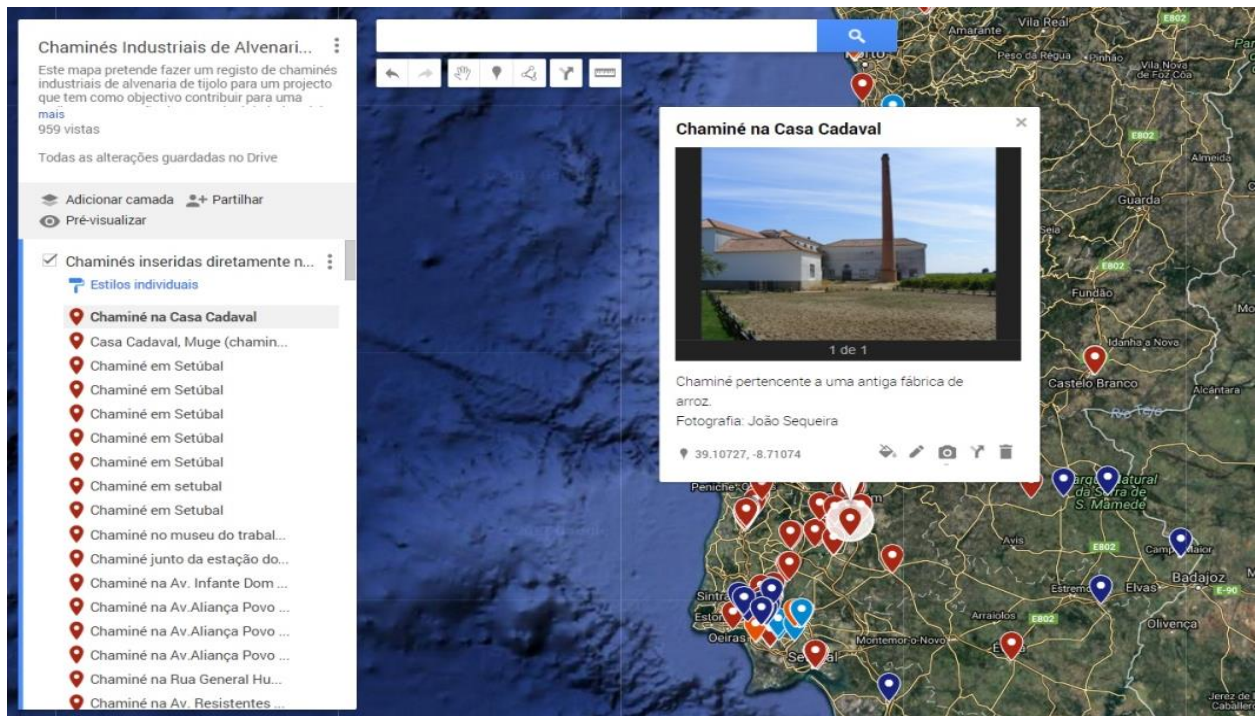 Chaminés Industriais de Alvenari...
Este mapa pretende fazer um registo de chaminés
industriais de alvenaria de tijolo para um projecto
que tem como objectivo contribuir para uma
mais
959 vistas
Todas as alterações guardadas no Drive
Adicionar camada
Partilhar
Pré-visualizar
Chaminés inseridas diretamente n...
Estilos individuais
Chaminé na Casa Cadaval
Casa Cadaval, Muge (chamin...
Chaminé em Setúbal
Chaminé em Setúbal
Chaminé em Setúbal
Chaminé em Setúbal
Chaminé em Setúbal
Chaminé em setubal
Chaminé em Setubal
Chaminé no museu do trabal...
Chaminé junto da estação do...
Chaminé na Av. Infante Dom ...
Chaminé na Av.Aliança Povo ...
Chaminé na Av.Aliança Povo ...
Chaminé na Av.Aliança Povo ...
Chaminé na Rua General Hu...
Chaminé na Av. Resistentes ...
Chaminé na Casa Cadaval
1 de 1
Chaminé pertencente a uma antiga fábrica de
arroz.
Fotografia: João Sequeira
39.10727, -8.71074
Vila Real
E802
Amarante
Peso da Régua
Pinhão
Vila Nova
de Foz Côa
E802
Almeida
Guarda
Seia
E802
Fundão
Idanha a Nova
Castelo Branco
Alcántara
Rio Tejo
Peniche
Natural
da Serra de
S. Mamede
Avis
E802
Badajoz
E-90
Elvas
Sintra
Arraiolos
E802
Olivença
Oeiras
Montemor-o-Novo
Jerez de l
Caballer